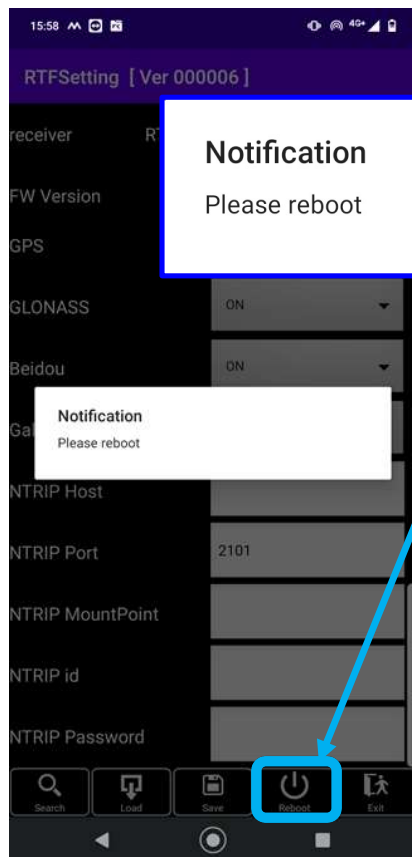 15:58
4G+
RTFSetting [ Ver 000006 ]
receiver
Notification
Please reboot
FW Version
GPS
GLONASS ON
Beidou ON
Notification
Please reboot
NTRIP Host
NTRIP Port 2101
NTRIP MountPoint
NTRIP id
NTRIP Password
Search Load Save Reboot Exit